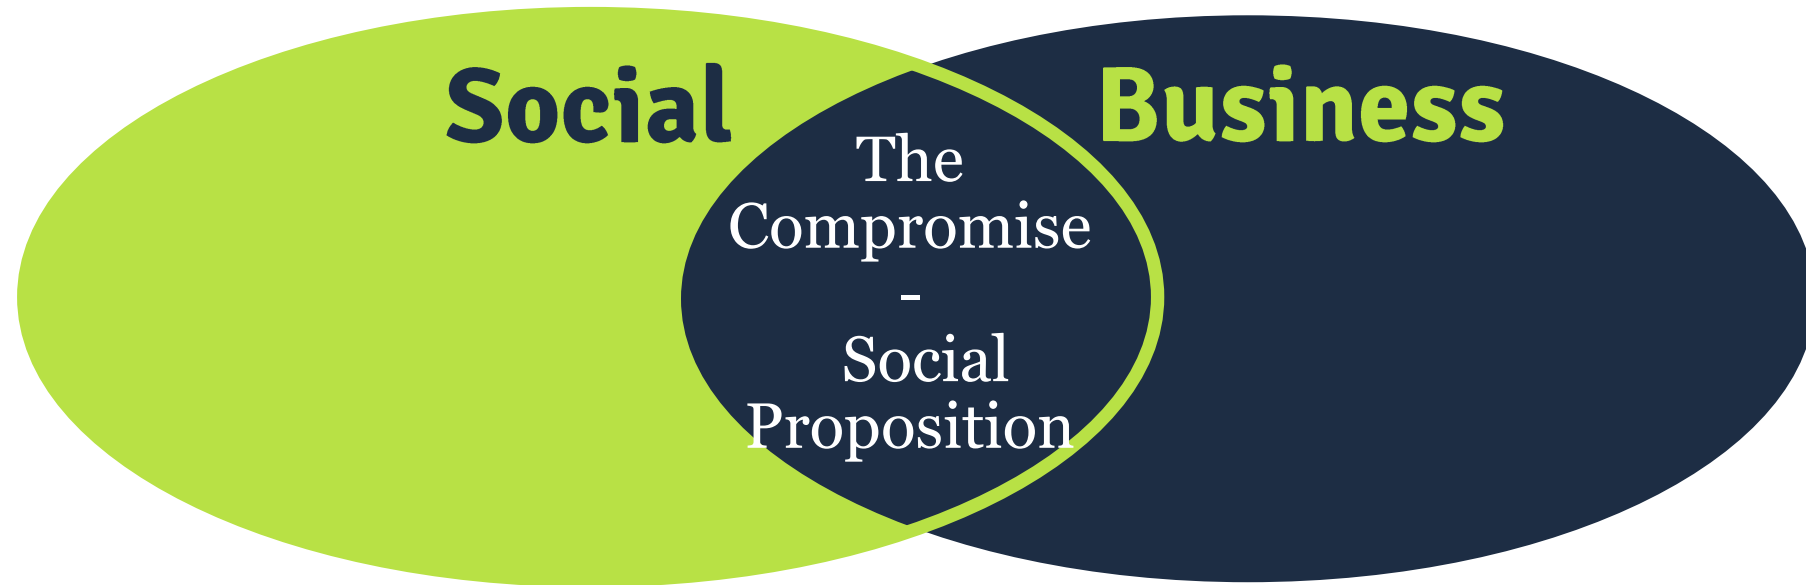 Social
Business
The
Compromise
-
Social
Proposition